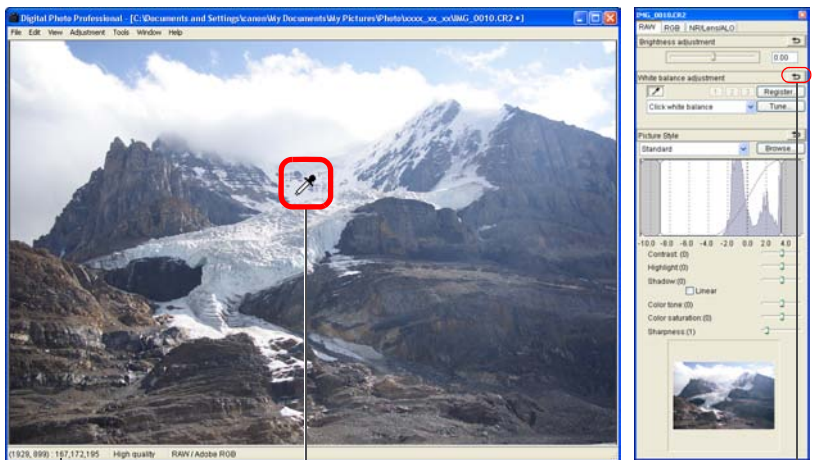 Digital Photo Professional - [C:\Documents and Settings\canon\My Documents\My Pictures\Photo\xxxx_xx_xx\IMG_0010.CR2 *]
File Edit View Adjustment Tools Window Help
(1929, 899) : 167,172,195 High quality RAW / Adobe RGB
IMG_0010.CR2
RAW RGB NR/Lens/ALO
Brightness adjustment
0.00
White balance adjustment
1 2 3 Register...
Click white balance Tune...
Picture Style
Standard Browse...
-10.0 -8.0 -6.0 -4.0 -2.0 0.0 2.0 4.0
Contrast:(0)
Highlight:(0)
Shadow:(0)
Linear
Color tone:(0)
Color saturation:(0)
Sharpness:(1)